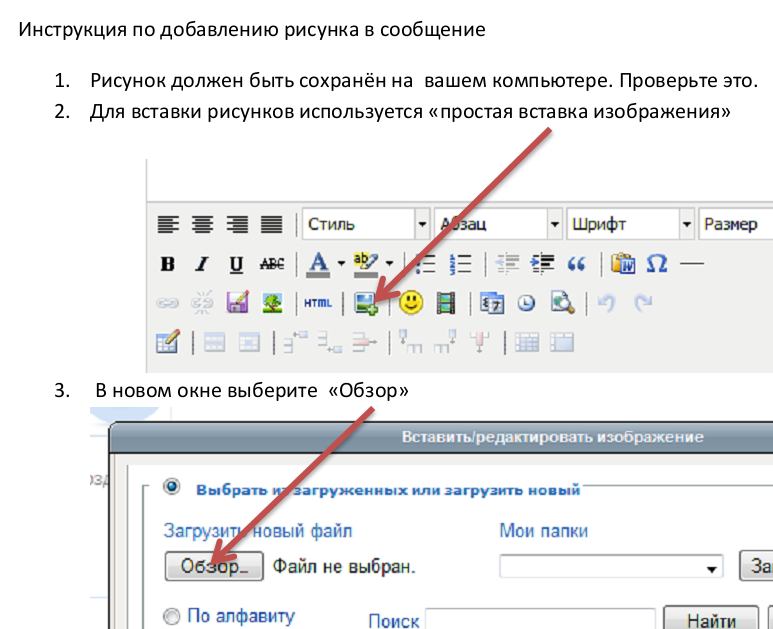 Инструкция по добавлению рисунка в сообщение
1. Рисунок должен быть сохранён на вашем компьютере. Проверьте это.
2. Для вставки рисунков используется «простая вставка изображения»
Стиль Абзац Шрифт Размер
B I U ABC A ab
HTML
3. В новом окне выберите «Обзор»
Вставить/редактировать изображение
Выбрать из загруженных или загрузить новый
Загрузить новый файл Мои папки
Обзор... Файл не выбран.
По алфавиту Поиск Найти